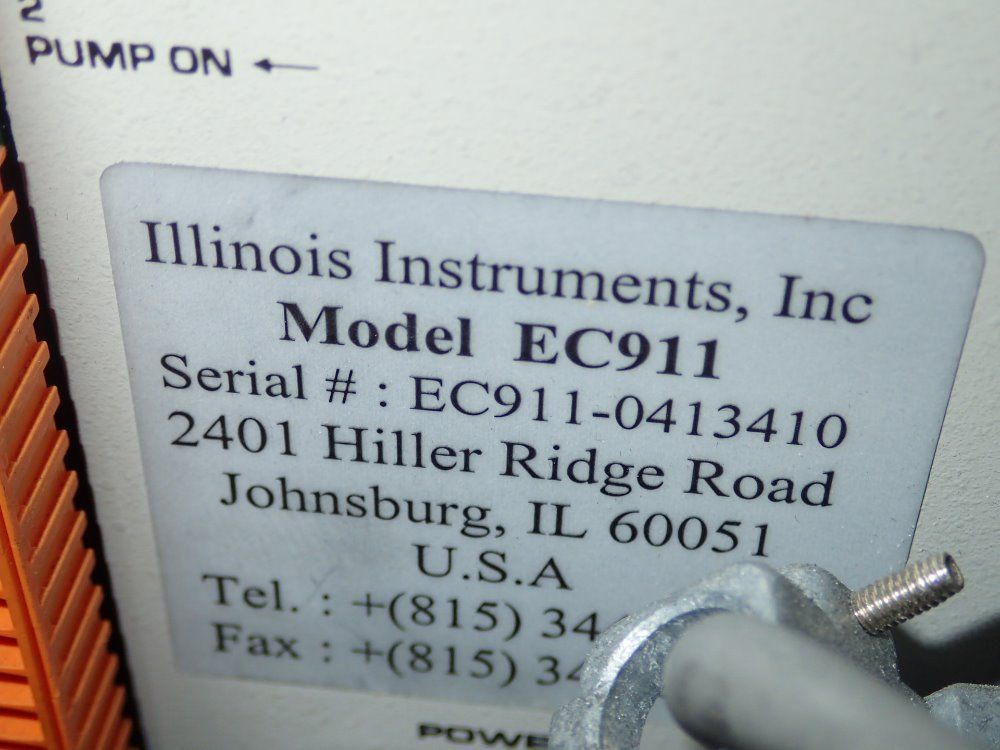 2
PUMP ON ←
Illinois Instruments, Inc
Model EC911
Serial # : EC911-0413410
2401 Hiller Ridge Road
Johnsburg, IL 60051
U.S.A
Tel. : +(815) 34
Fax : +(815) 34
POWE